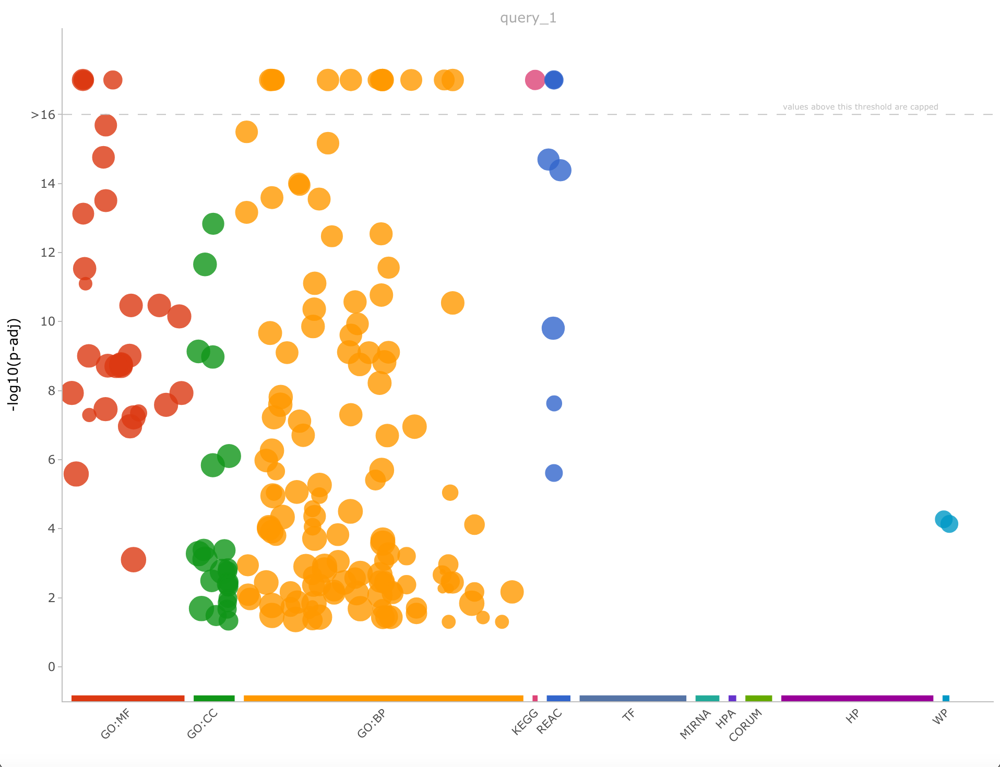 query_1
values above this threshold are capped
>16
14
12
10
8
6
4
2
0
-log10(p-adj)
GO:MF
GO:CC
GO:BP
KEGG
REAC
TF
MIRNA
HPA
CORUM
HP
WP